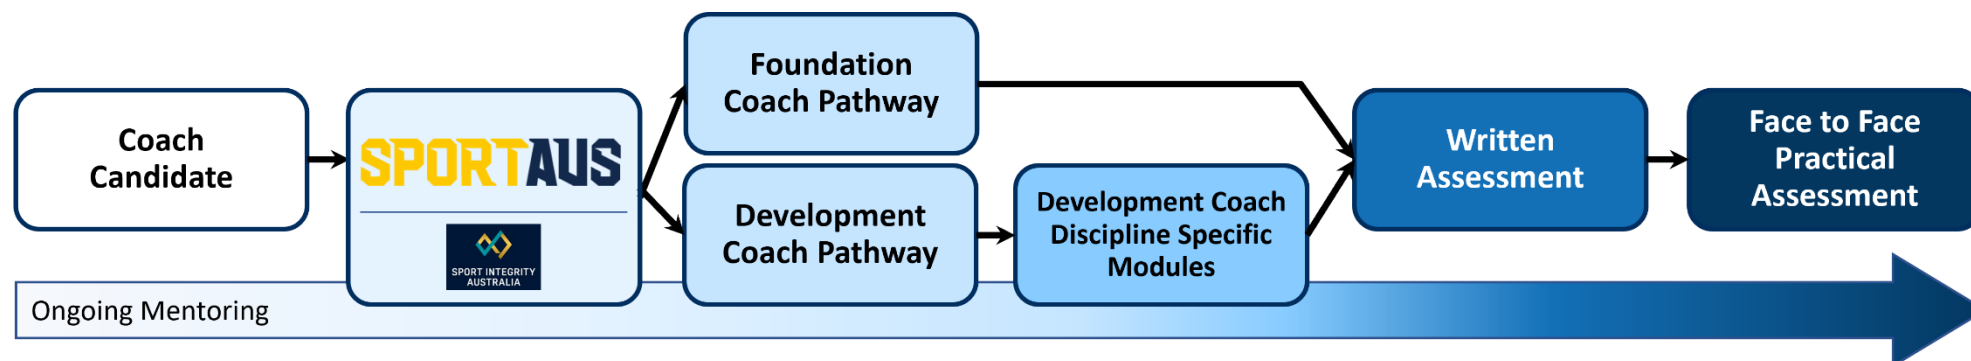 Coach
Candidate
SPORTAUS
SPORT INTEGRITY
AUSTRALIA
Foundation
Coach Pathway
Development
Coach Pathway
Development Coach
Discipline Specific
Modules
Written
Assessment
Face to Face
Practical
Assessment
Ongoing Mentoring